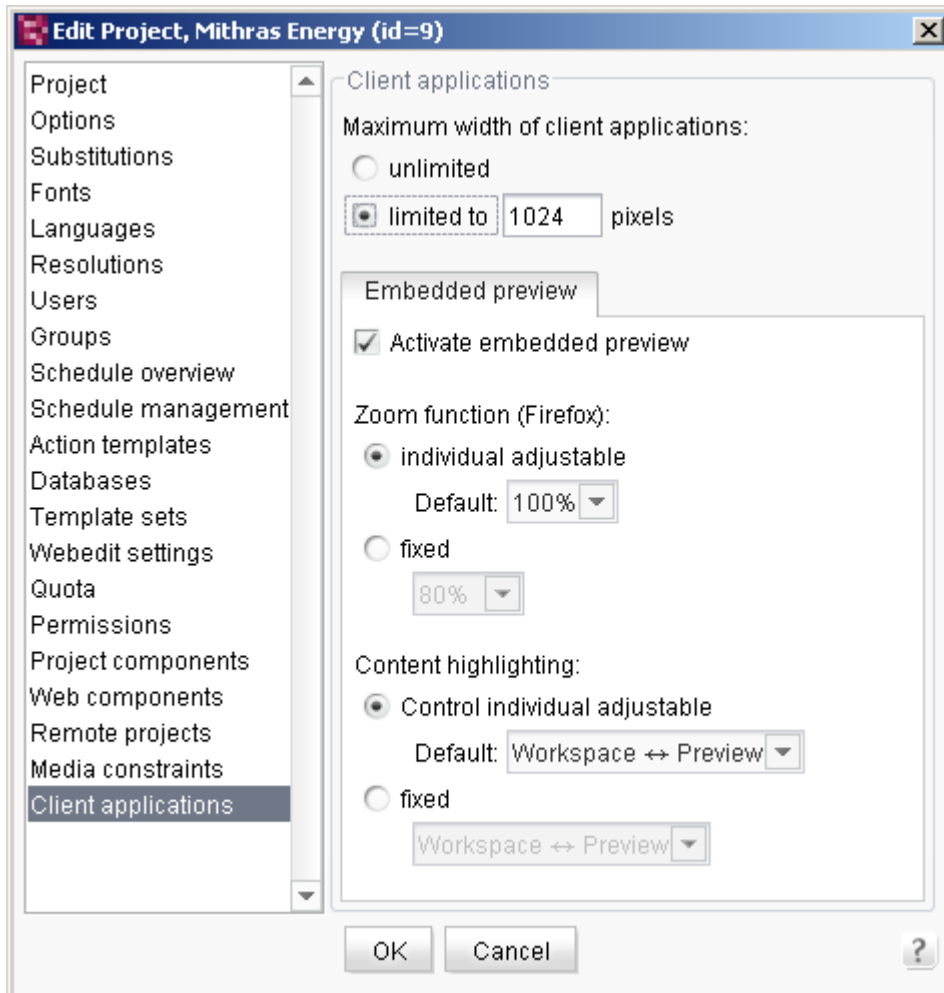 Edit Project, Mithras Energy (id=9)
Project
Options
Substitutions
Fonts
Languages
Resolutions
Users
Groups
Schedule overview
Schedule management
Action templates
Databases
Template sets
Webedit settings
Quota
Permissions
Project components
Web components
Remote projects
Media constraints
Client applications
Client applications
Maximum width of client applications:
unlimited
limited to 1024 pixels
Embedded preview
Activate embedded preview
Zoom function (Firefox):
individual adjustable
Default: 100%
fixed
80%
Content highlighting:
Control individual adjustable
Default: Workspace ↔ Preview
fixed
Workspace ↔ Preview
OK Cancel ?